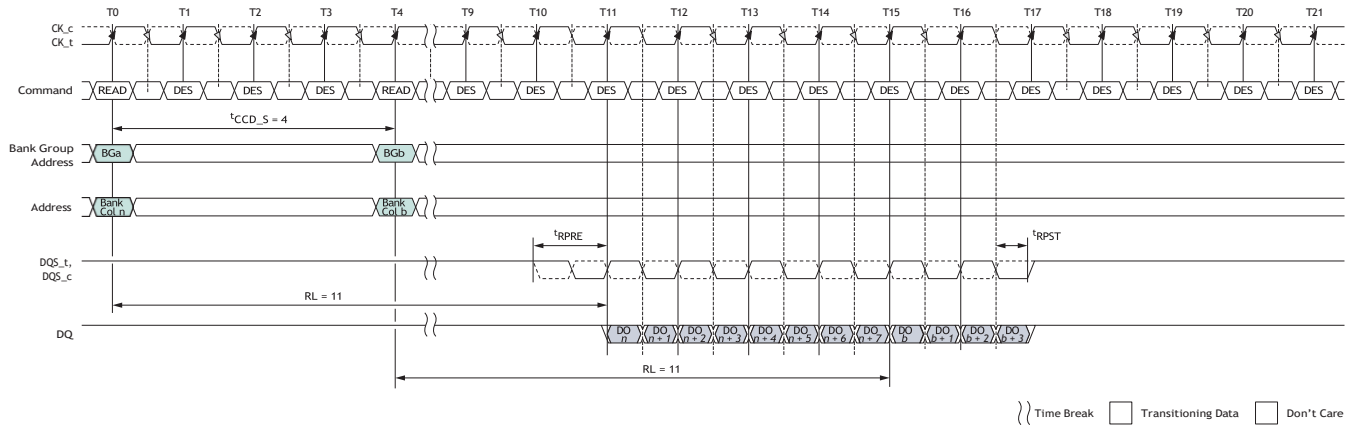 T0 T1 T2 T3 T4 T9 T10 T11 T12 T13 T14 T15 T16 T17 T18 T19 T20 T21
CK_c
CK_t
Command READ DES DES DES READ DES DES DES DES DES DES DES DES DES DES DES DES DES
tCCD_S = 4
Bank Group
Address
BGa BGb
Address
Bank
Col n
Bank
Col b
tRPRE tRPST
DQS_t,
DQS_c
RL = 11
DQ
DO
n
DO
n + 1
DO
n + 2
DO
n + 3
DO
n + 4
DO
n + 5
DO
n + 6
DO
n + 7
DO
b
DO
b + 1
DO
b + 2
DO
b + 3
RL = 11
Time Break Transitioning Data Don't Care